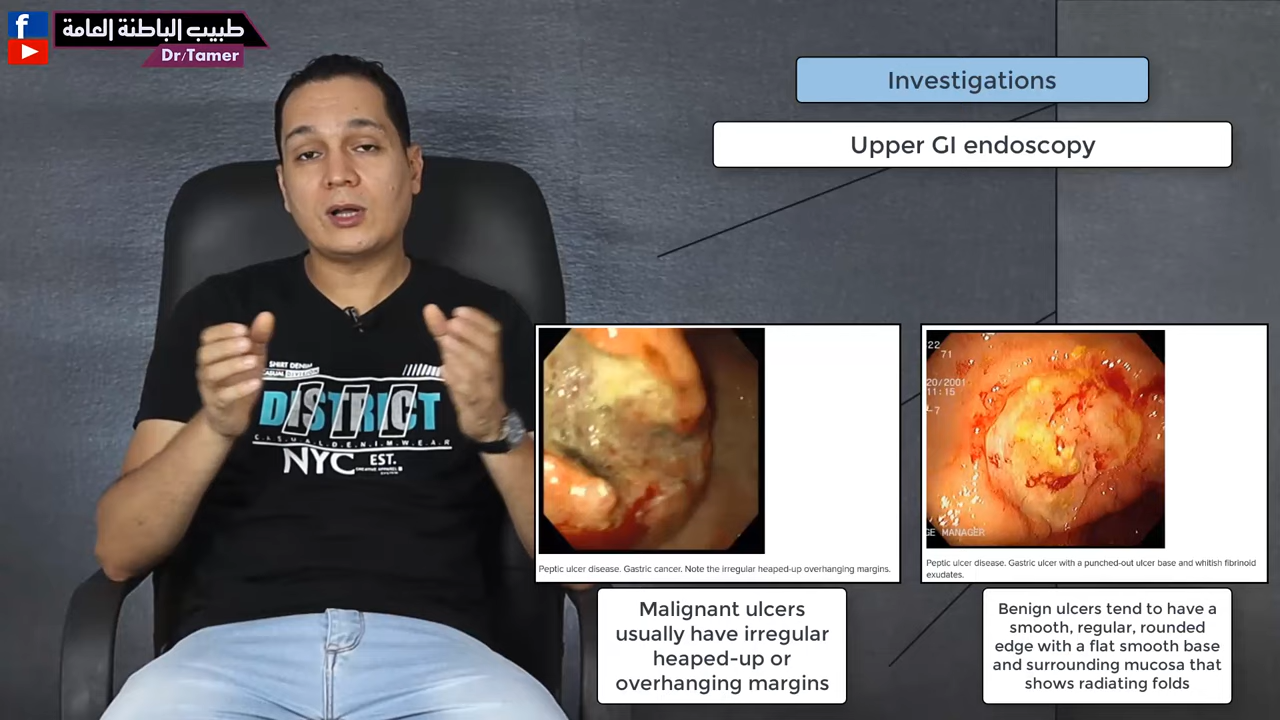 طبيب الباطنة العامة
Dr/Tamer
Investigations
Upper GI endoscopy
SHIRT DENIM
CASUAL DIVISION
DISTRICT
C.A.S.U.A.L.D.E.N.I.M.W.E.A.R
NYC EST.
22
71
20/2001
11:15
-7
GE MANAGER
Peptic ulcer disease. Gastric cancer. Note the irregular heaped-up overhanging margins.
Peptic ulcer disease. Gastric ulcer with a punched-out ulcer base and whitish fibrinoid
exudates.
Malignant ulcers
usually have irregular
heaped-up or
overhanging margins
Benign ulcers tend to have a
smooth, regular, rounded
edge with a flat smooth base
and surrounding mucosa that
shows radiating folds